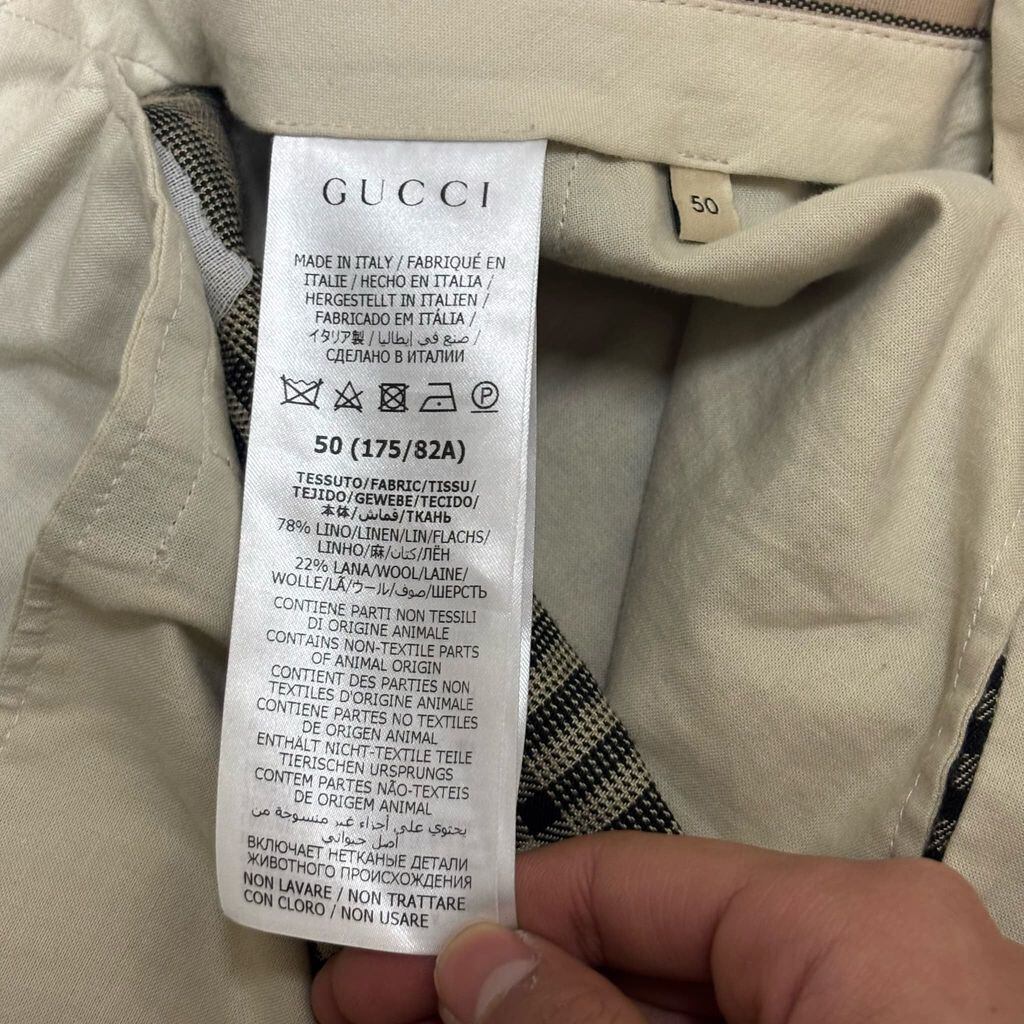 GUCCI
50
MADE IN ITALY / FABRIQUÉ EN
ITALIE / HECHO EN ITALIA /
HERGESTELLT IN ITALIEN /
FABRICADO EM ITÁLIA /
イタリア製 / صنع في إيطاليا /
СДЕЛАНО В ИТАЛИИ
P
50 (175/82A)
TESSUTO/FABRIC/TISSU/
TEJIDO/GEWEBE/TECIDO/
本体/قماش/ТКАНЬ
78% LINO/LINEN/LIN/FLACHS/
LINHO/麻/كتان/ЛЁН
22% LANA/WOOL/LAINE/
WOLLE/LÃ/ウール/صوف/ШЕРСТЬ
CONTIENE PARTI NON TESSILI
DI ORIGINE ANIMALE
CONTAINS NON-TEXTILE PARTS
OF ANIMAL ORIGIN
CONTIENT DES PARTIES NON
TEXTILES D'ORIGINE ANIMALE
CONTIENE PARTES NO TEXTILES
DE ORIGEN ANIMAL
ENTHÄLT NICHT-TEXTILE TEILE
TIERISCHEN URSPRUNGS
CONTEM PARTES NÃO-TEXTEIS
DE ORIGEM ANIMAL
يحتوي على أجزاء غير منسوجة من
أصل حيواني
ВКЛЮЧАЕТ НЕТКАНЫЕ ДЕТАЛИ
ЖИВОТНОГО ПРОИСХОЖДЕНИЯ
NON LAVARE / NON TRATTARE
CON CLORO / NON USARE